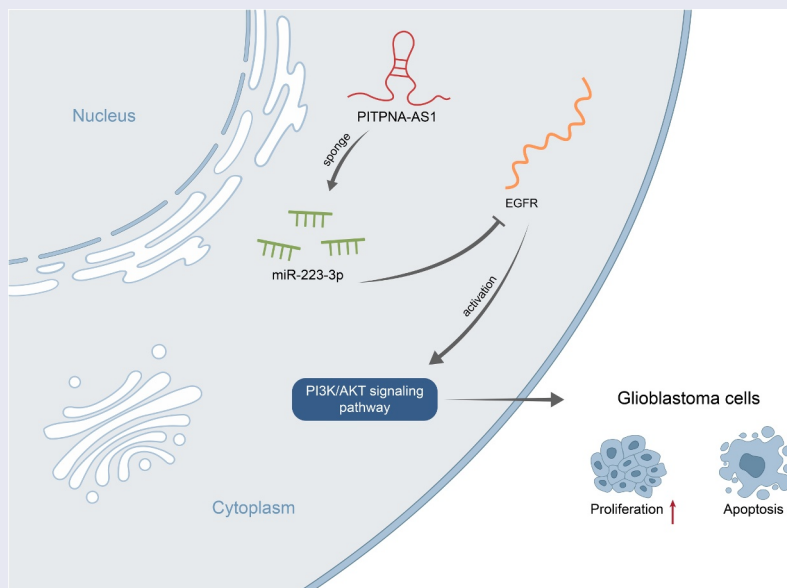 Nucleus
PITPNA-AS1
sponge
EGFR
miR-223-3p
activation
PI3K/AKT signaling
pathway
Glioblastoma cells
Proliferation
Apoptosis
Cytoplasm